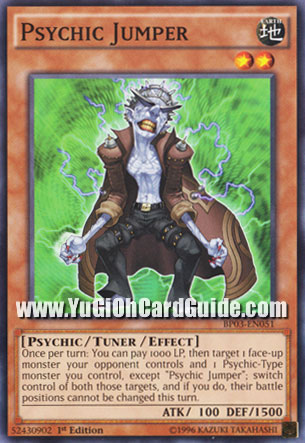 PSYCHIC JUMPER
EARTH
地
www.YuGiOhCardGuide.com
BP03-EN051
[PSYCHIC / TUNER / EFFECT]
Once per turn: You can pay 1000 LP, then target 1 face-up
monster your opponent controls and 1 Psychic-Type
monster you control, except "Psychic Jumper"; switch
control of both those targets, and if you do, their battle
positions cannot be changed this turn.
ATK/ 100 DEF/1500
52430902 1st Edition ©1996 KAZUKI TAKAHASHI